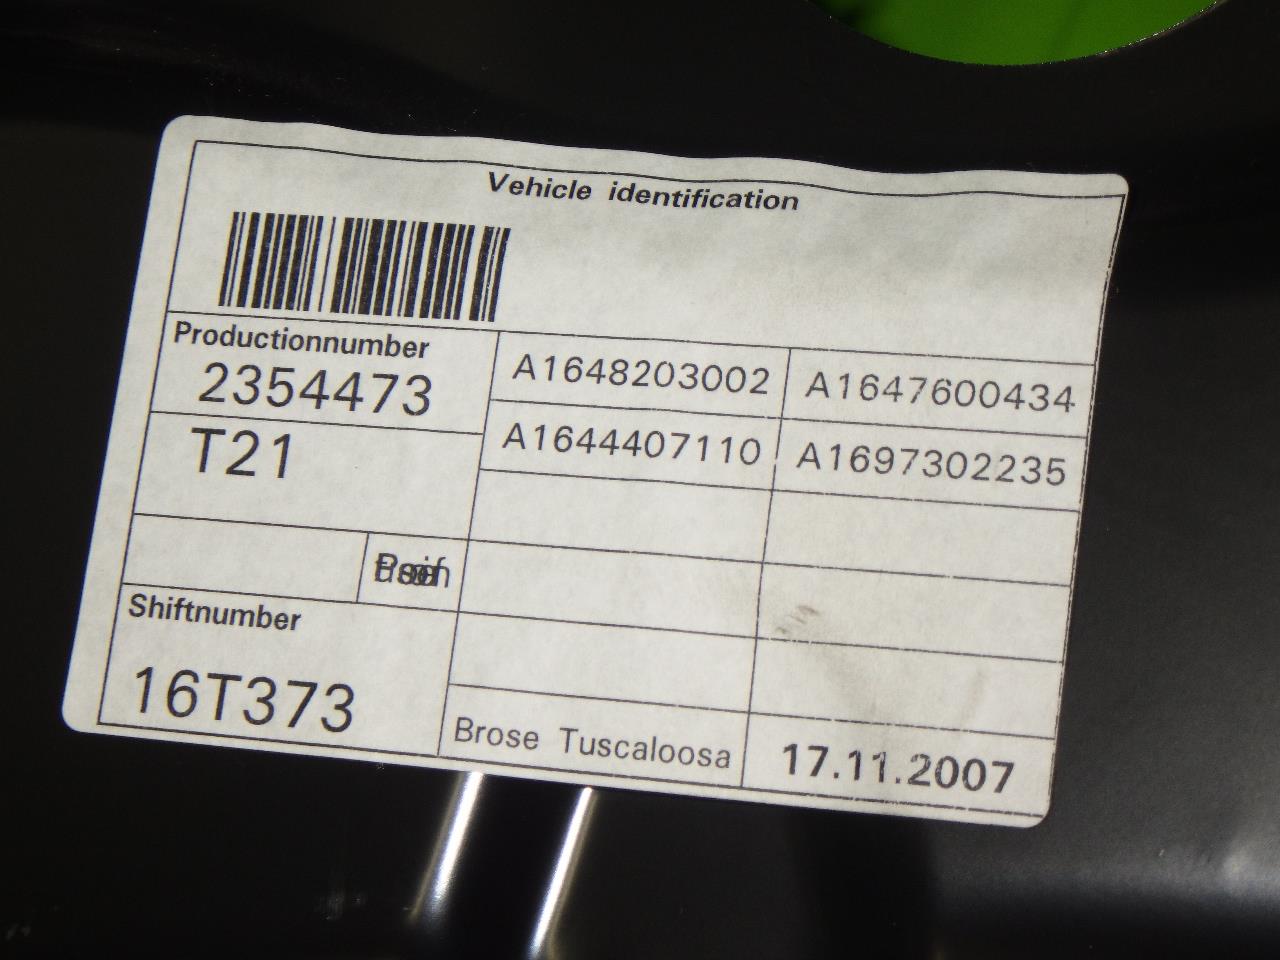 Vehicle identification
Productionnumber
2354473
A1648203002 A1647600434
T21
A1644407110 A1697302235
Shiftnumber
16T373
Brose Tuscaloosa 17.11.2007